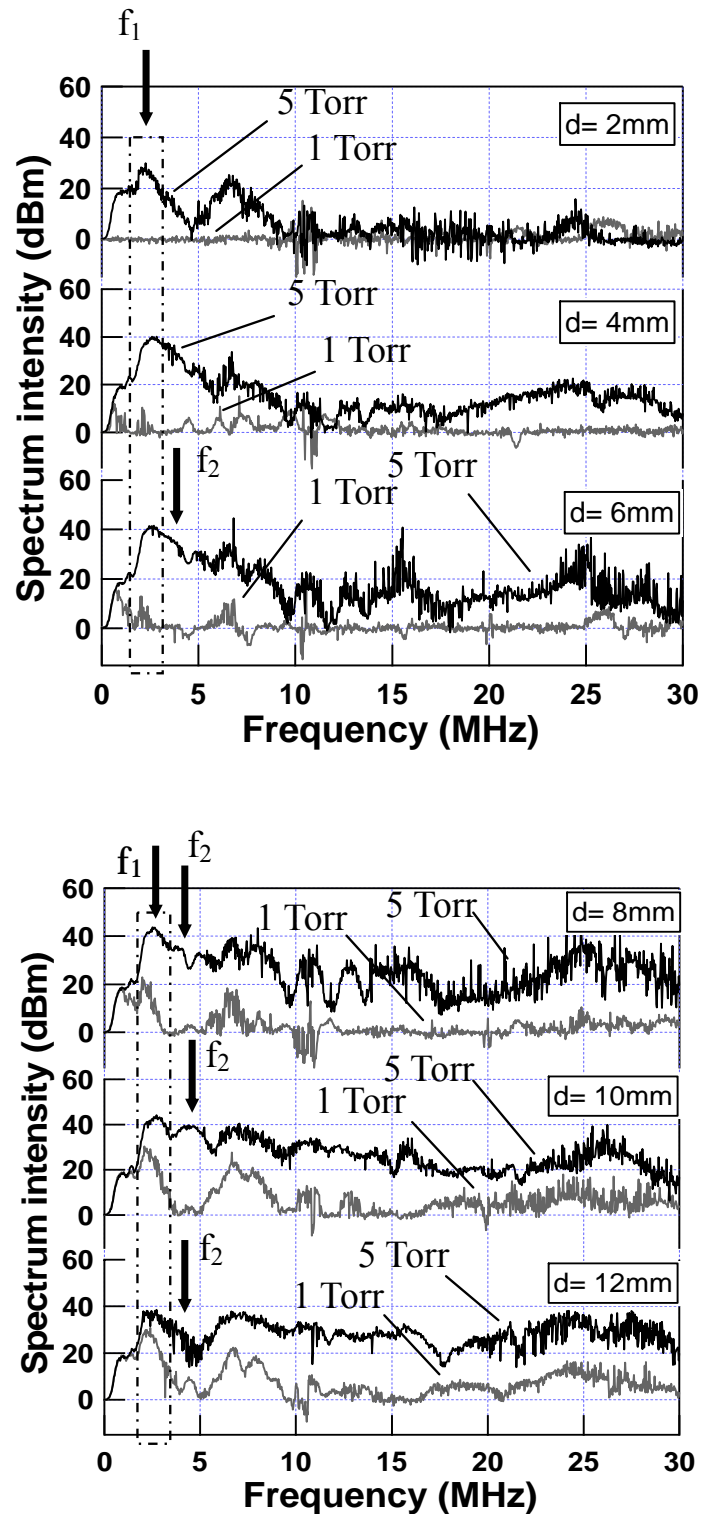 f₁
5 Torr
1 Torr
d= 2mm
60
40
20
0
5 Torr
1 Torr
d= 4mm
60
40
20
0
f₂
1 Torr
5 Torr
d= 6mm
60
40
20
0
Spectrum intensity (dBm)
0 5 10 15 20 25 30
Frequency (MHz)
f₁
f₂
1 Torr
5 Torr
d= 8mm
60
40
20
0
f₂
1 Torr
5 Torr
d= 10mm
60
40
20
0
f₂
5 Torr
1 Torr
d= 12mm
60
40
20
0
Spectrum intensity (dBm)
0 5 10 15 20 25 30
Frequency (MHz)